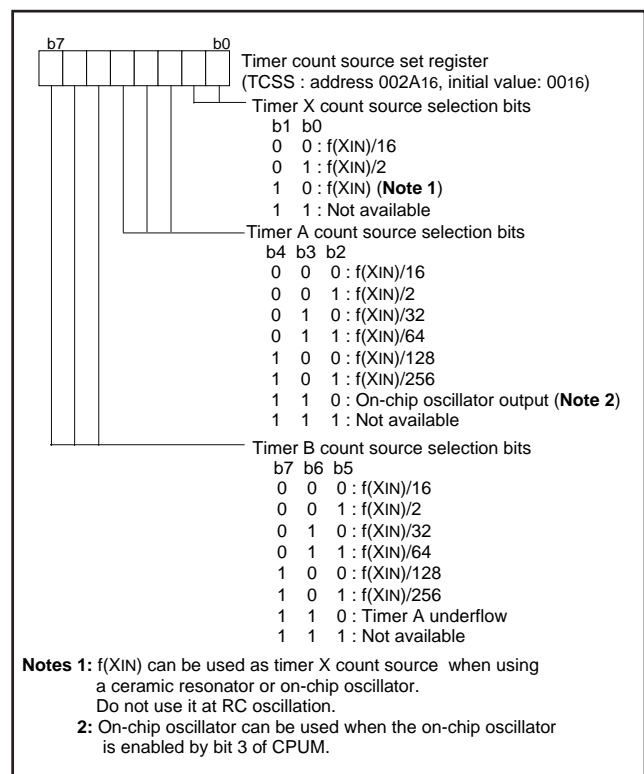 b7 b0
Timer count source set register
(TCSS : address 002A16, initial value: 0016)
Timer X count source selection bits
b1 b0
0 0 : f(XIN)/16
0 1 : f(XIN)/2
1 0 : f(XIN) (Note 1)
1 1 : Not available
Timer A count source selection bits
b4 b3 b2
0 0 0 : f(XIN)/16
0 0 1 : f(XIN)/2
0 1 0 : f(XIN)/32
0 1 1 : f(XIN)/64
1 0 0 : f(XIN)/128
1 0 1 : f(XIN)/256
1 1 0 : On-chip oscillator output (Note 2)
1 1 1 : Not available
Timer B count source selection bits
b7 b6 b5
0 0 0 : f(XIN)/16
0 0 1 : f(XIN)/2
0 1 0 : f(XIN)/32
0 1 1 : f(XIN)/64
1 0 0 : f(XIN)/128
1 0 1 : f(XIN)/256
1 1 0 : Timer A underflow
1 1 1 : Not available
Notes 1: f(XIN) can be used as timer X count source when using
a ceramic resonator or on-chip oscillator.
Do not use it at RC oscillation.
2: On-chip oscillator can be used when the on-chip oscillator
is enabled by bit 3 of CPUM.